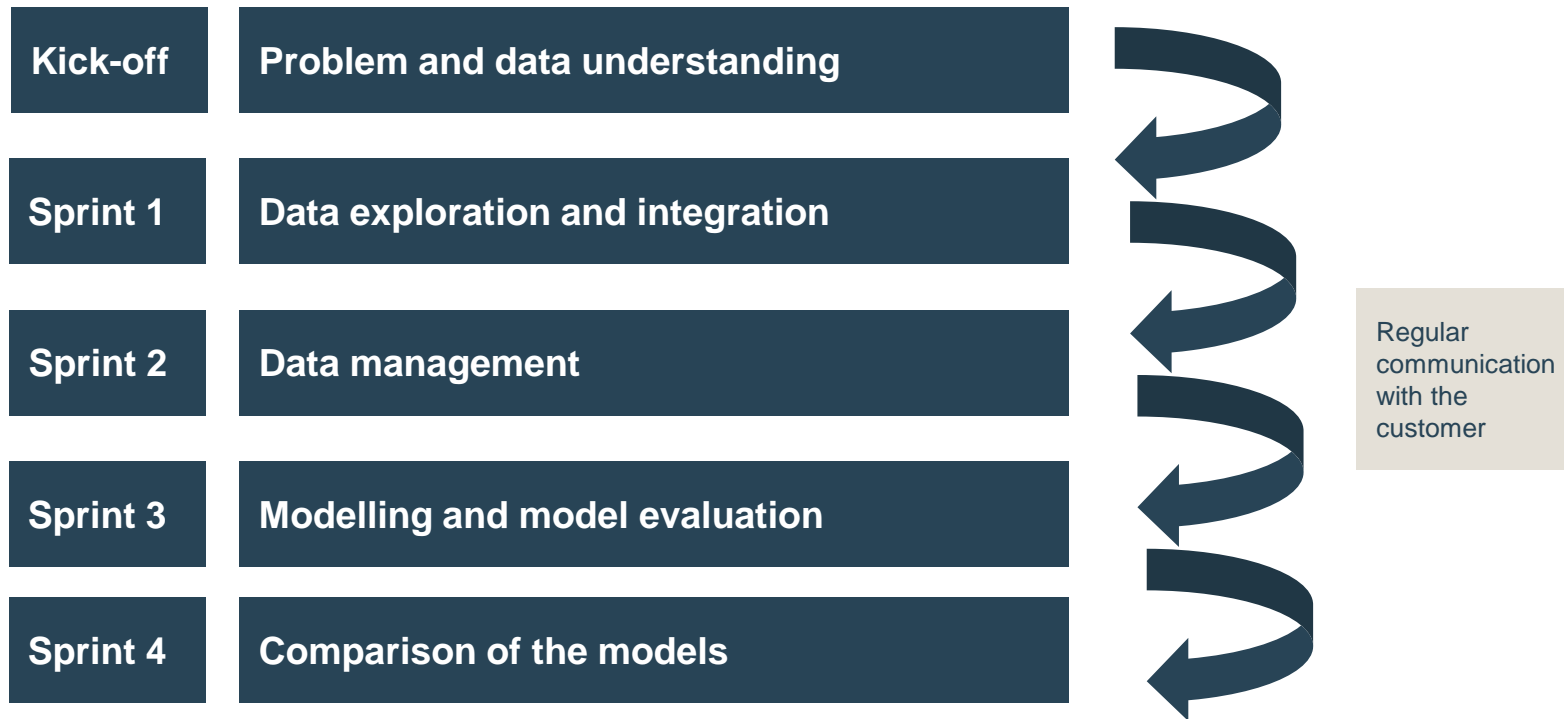 Kick-off
Problem and data understanding
Sprint 1
Data exploration and integration
Sprint 2
Data management
Sprint 3
Modelling and model evaluation
Sprint 4
Comparison of the models
Regular
communication
with the
customer